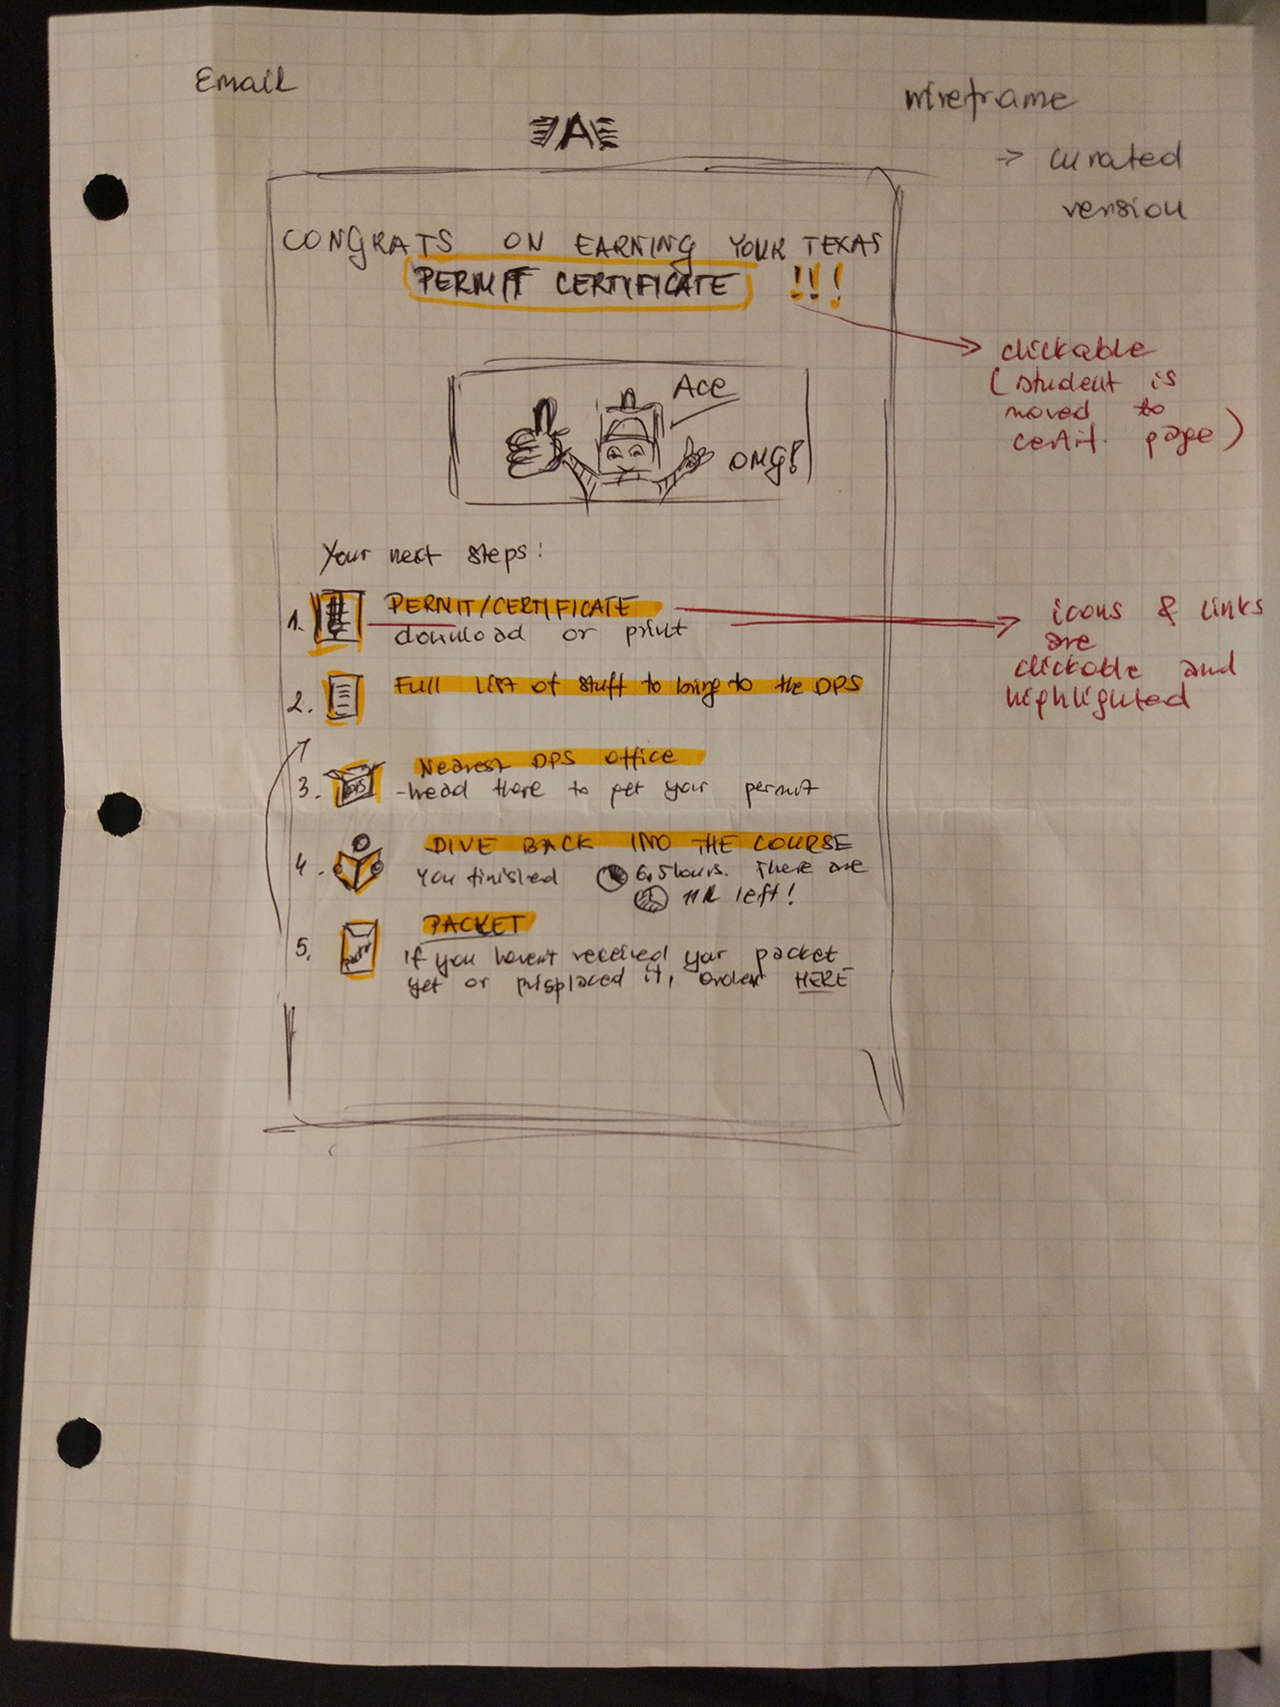 Email
wireframe
-> curated
version
A
CONGRATS ON EARNING YOUR TEXAS
PERMIT CERTIFICATE !!!
clickable
(student is
moved to
certif. page)
Ace
OMG!
Your next steps:
1. PERMIT/CERTIFICATE
download or print
icons & links
are
clickable and
highlighted
2. Full list of stuff to bring to the DPS
3. DPS Nearest DPS office
-head there to get your permit
4. DIVE BACK INTO THE COURSE
You finished 6,5 hours. There are
11h left!
5. PACKET
If you haven't received your packet
yet or misplaced it, order HERE